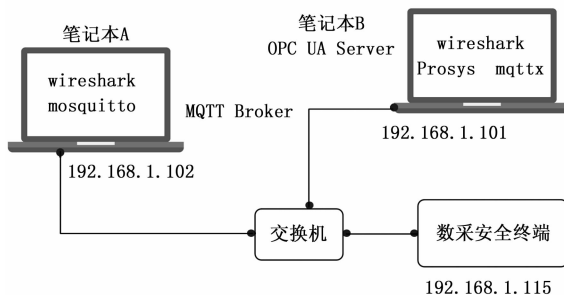 笔记本A
wireshark
mosquitto
MQTT Broker
192.168.1.102
笔记本B
OPC UA Server
wireshark
Prosys mqttx
192.168.1.101
交换机
数采安全终端
192.168.1.115